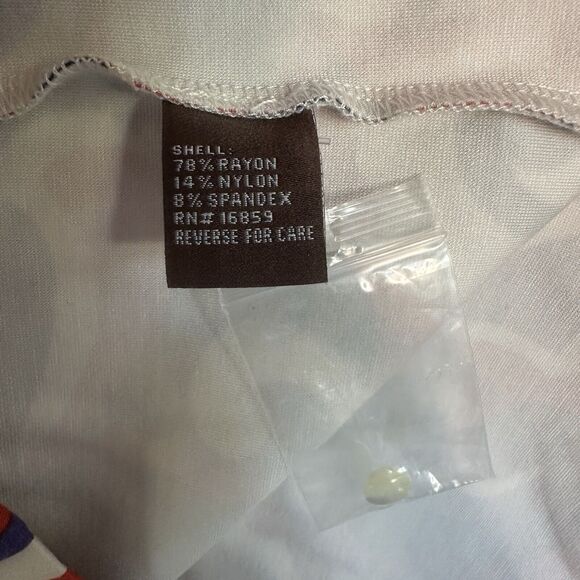 SHELL:
78% RAYON
14% NYLON
8% SPANDEX
RN# 16859
REVERSE FOR CARE